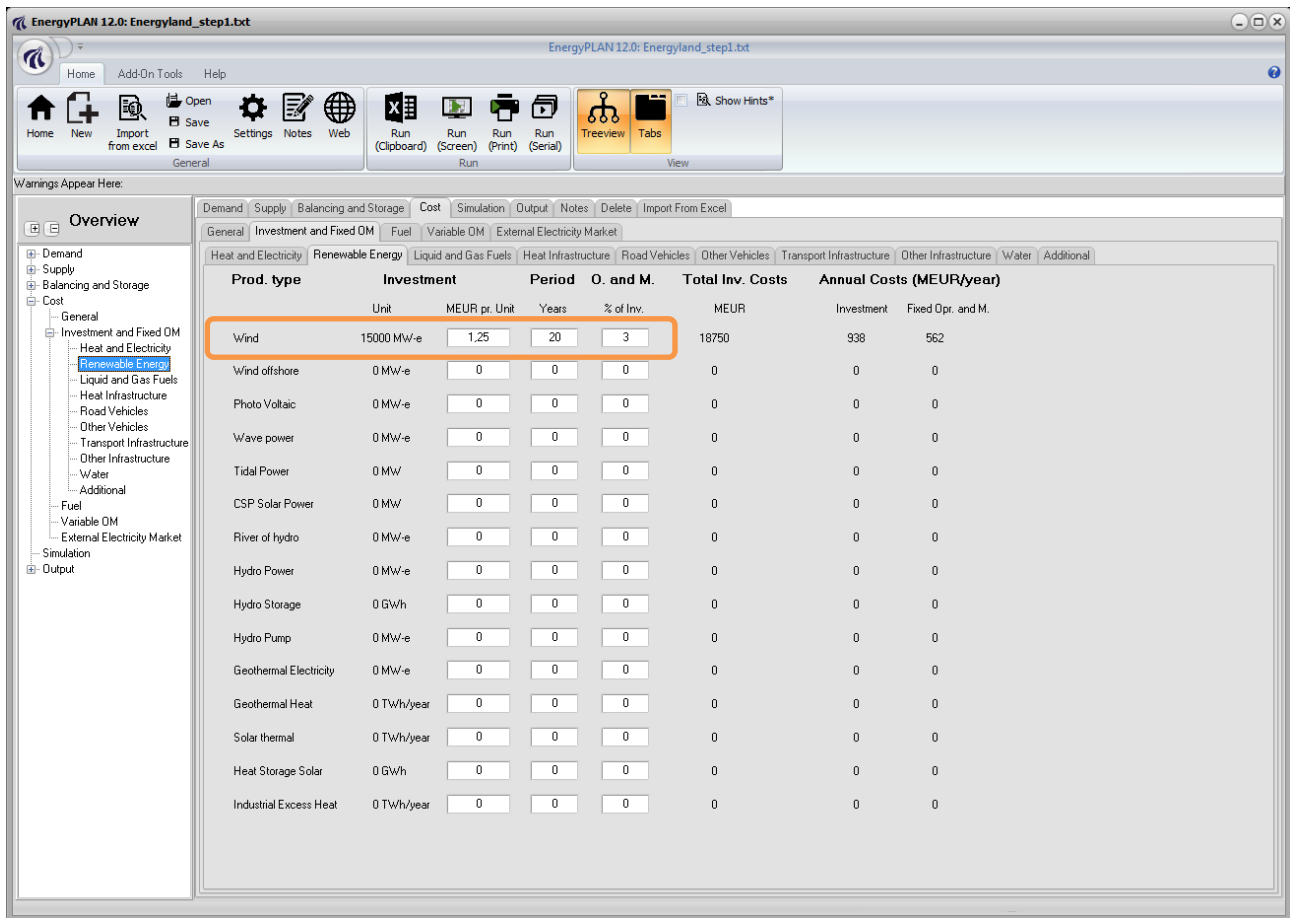 EnergyPLAN 12.0: Energyland_step1.txt
EnergyPLAN 12.0: Energyland_step1.txt
Home Add-On Tools Help
Open
Save
Save As
Home New Import from excel Settings Notes Web
General
Run (Clipboard) Run (Screen) Run (Print) Run (Serial)
Run
Treeview Tabs Show Hints*
View
Warnings Appear Here:
Overview
Demand
Supply
Balancing and Storage
Cost
General
Investment and Fixed OM
Heat and Electricity
Renewable Energy
Liquid and Gas Fuels
Heat Infrastructure
Road Vehicles
Other Vehicles
Transport Infrastructure
Other Infrastructure
Water
Additional
Fuel
Variable OM
External Electricity Market
Simulation
Output
Demand Supply Balancing and Storage Cost Simulation Output Notes Delete Import From Excel
General Investment and Fixed OM Fuel Variable OM External Electricity Market
Heat and Electricity Renewable Energy Liquid and Gas Fuels Heat Infrastructure Road Vehicles Other Vehicles Transport Infrastructure Other Infrastructure Water Additional
Prod. type Investment Period O. and M. Total Inv. Costs Annual Costs (MEUR/year)
Unit MEUR pr. Unit Years % of Inv. MEUR Investment Fixed Opr. and M.
Wind 15000 MW-e 1,25 20 3 18750 938 562
Wind offshore 0 MW-e 0 0 0 0 0 0
Photo Voltaic 0 MW-e 0 0 0 0 0 0
Wave power 0 MW-e 0 0 0 0 0 0
Tidal Power 0 MW 0 0 0 0 0 0
CSP Solar Power 0 MW 0 0 0 0 0 0
River of hydro 0 MW-e 0 0 0 0 0 0
Hydro Power 0 MW-e 0 0 0 0 0 0
Hydro Storage 0 GWh 0 0 0 0 0 0
Hydro Pump 0 MW-e 0 0 0 0 0 0
Geothermal Electricity 0 MW-e 0 0 0 0 0 0
Geothermal Heat 0 TWh/year 0 0 0 0 0 0
Solar thermal 0 TWh/year 0 0 0 0 0 0
Heat Storage Solar 0 GWh 0 0 0 0 0 0
Industrial Excess Heat 0 TWh/year 0 0 0 0 0 0